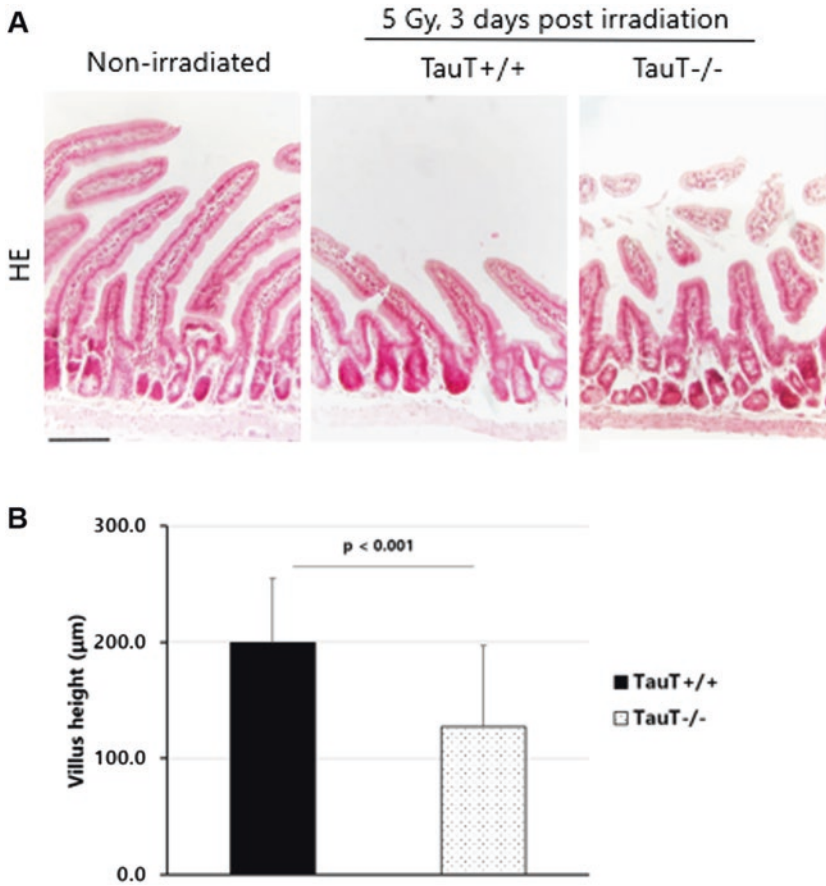 A
5 Gy, 3 days post irradiation
Non-irradiated
TauT+/+
TauT-/-
HE
B
300.0
200.0
100.0
0.0
Villus height (µm)
p < 0.001
TauT+/+
TauT-/-